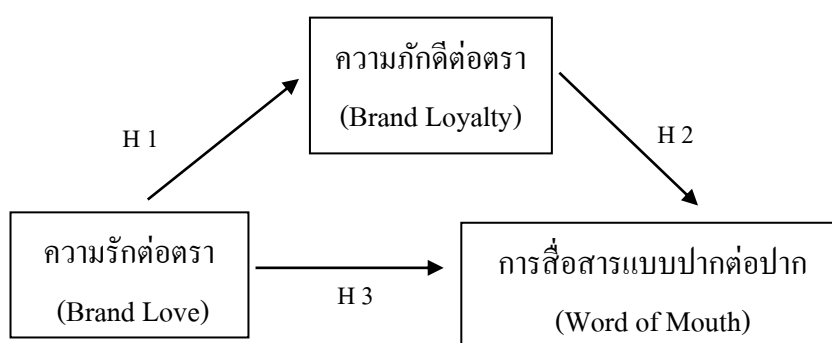 ความภักดีต่อตรา
(Brand Loyalty)
H 1
H 2
ความรักต่อตรา
(Brand Love)
H 3
การสื่อสารแบบปากต่อปาก
(Word of Mouth)